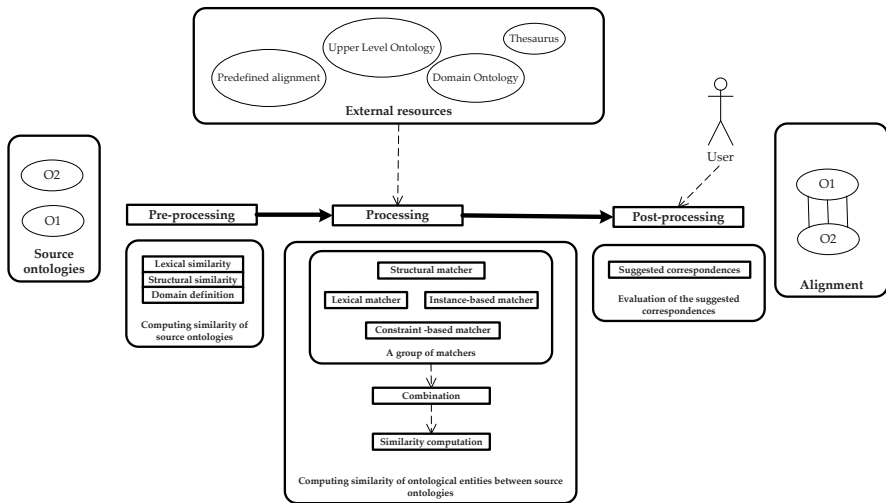 Thesaurus
Upper Level Ontology
Predefined alignment
Domain Ontology
External resources
User
O2
O1
Source
ontologies
Pre-processing
Processing
Post-processing
O1
O2
Alignment
Lexical similarity
Structural similarity
Domain definition
Computing similarity of
source ontologies
Structural matcher
Lexical matcher
Instance-based matcher
Constraint -based matcher
A group of matchers
Combination
Similarity computation
Computing similarity of ontological entities between source
ontologies
Suggested correspondences
Evaluation of the suggested
correspondences